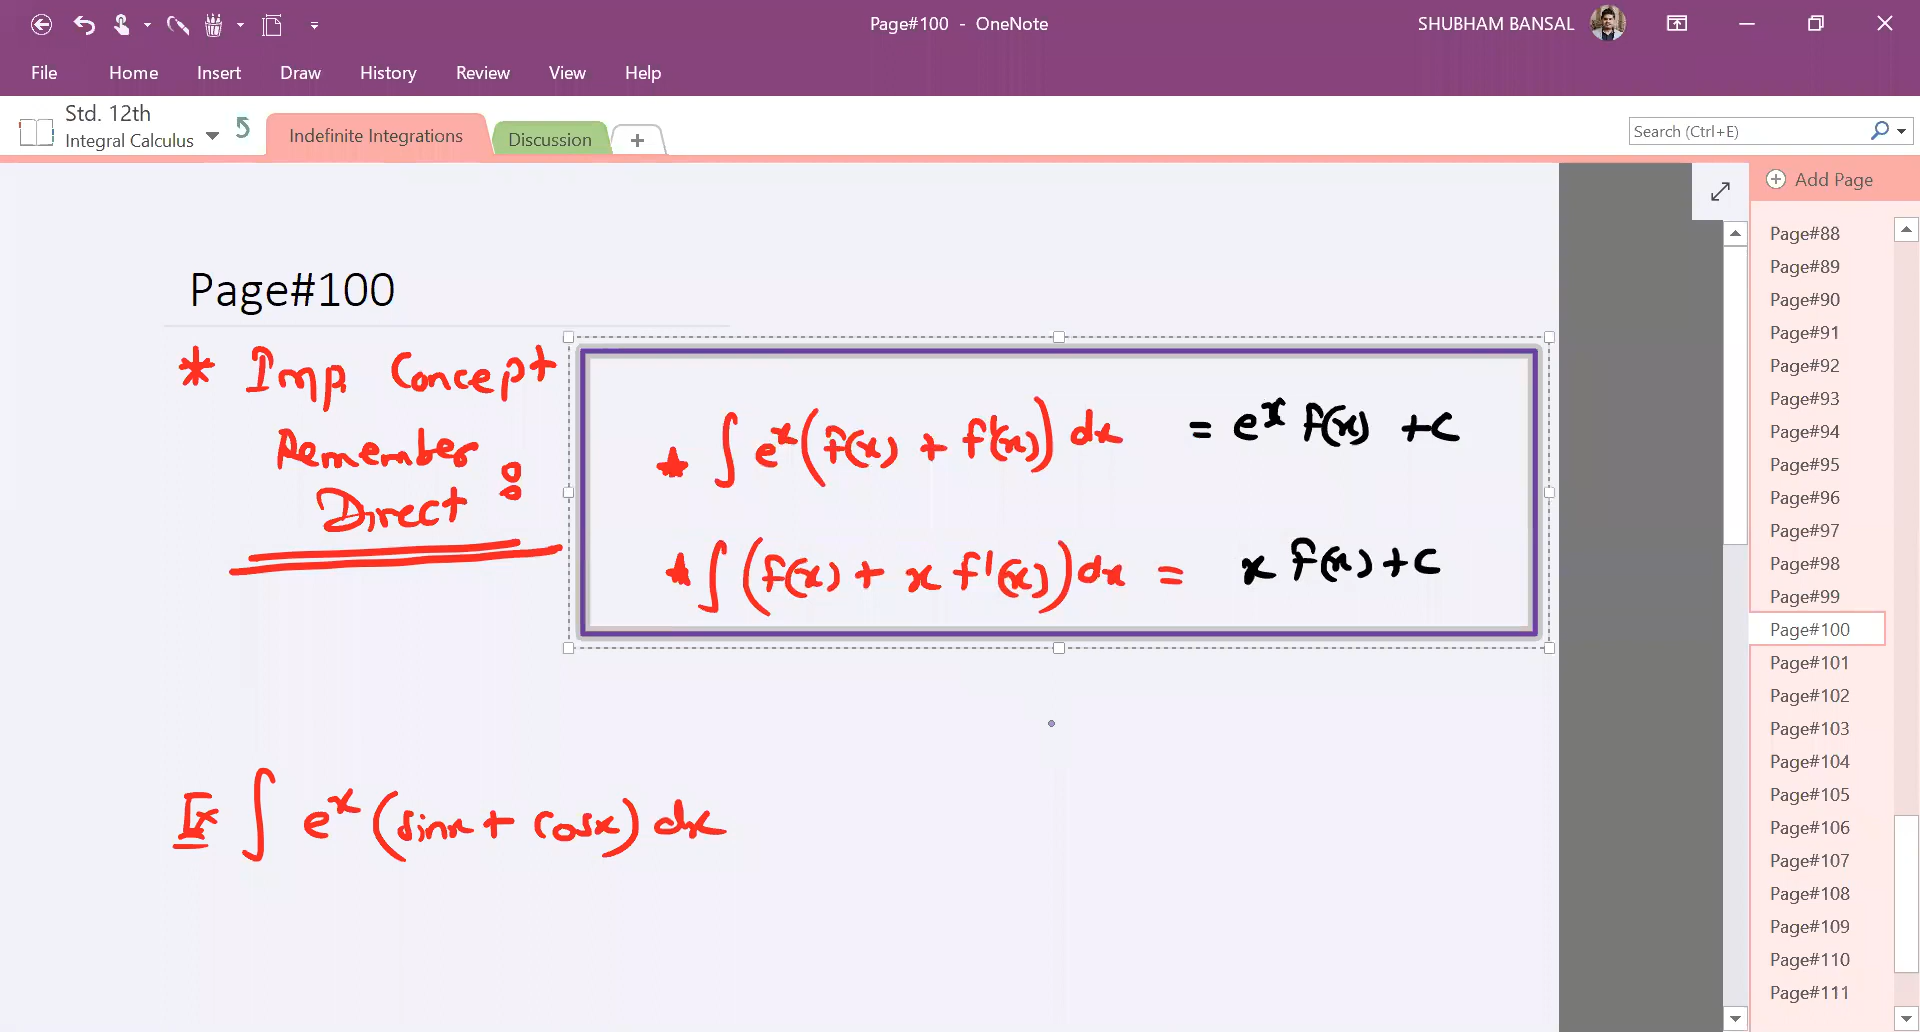 Page#100 - OneNote
SHUBHAM BANSAL
File Home Insert Draw History Review View Help
Std. 12th
Integral Calculus
Indefinite Integrations
Discussion
+
Search (Ctrl+E)
Add Page
Page#88
Page#89
Page#90
Page#91
Page#92
Page#93
Page#94
Page#95
Page#96
Page#97
Page#98
Page#99
Page#100
Page#101
Page#102
Page#103
Page#104
Page#105
Page#106
Page#107
Page#108
Page#109
Page#110
Page#111
Page#100
* Imp. Concept
Remember
Direct :
★ ∫ eˣ (f(x) + f'(x)) dx = eˣ f(x) + c
★ ∫ (f(x) + x f'(x)) dx = x f(x) + c
Ex ∫ eˣ (sinx + cosx) dx